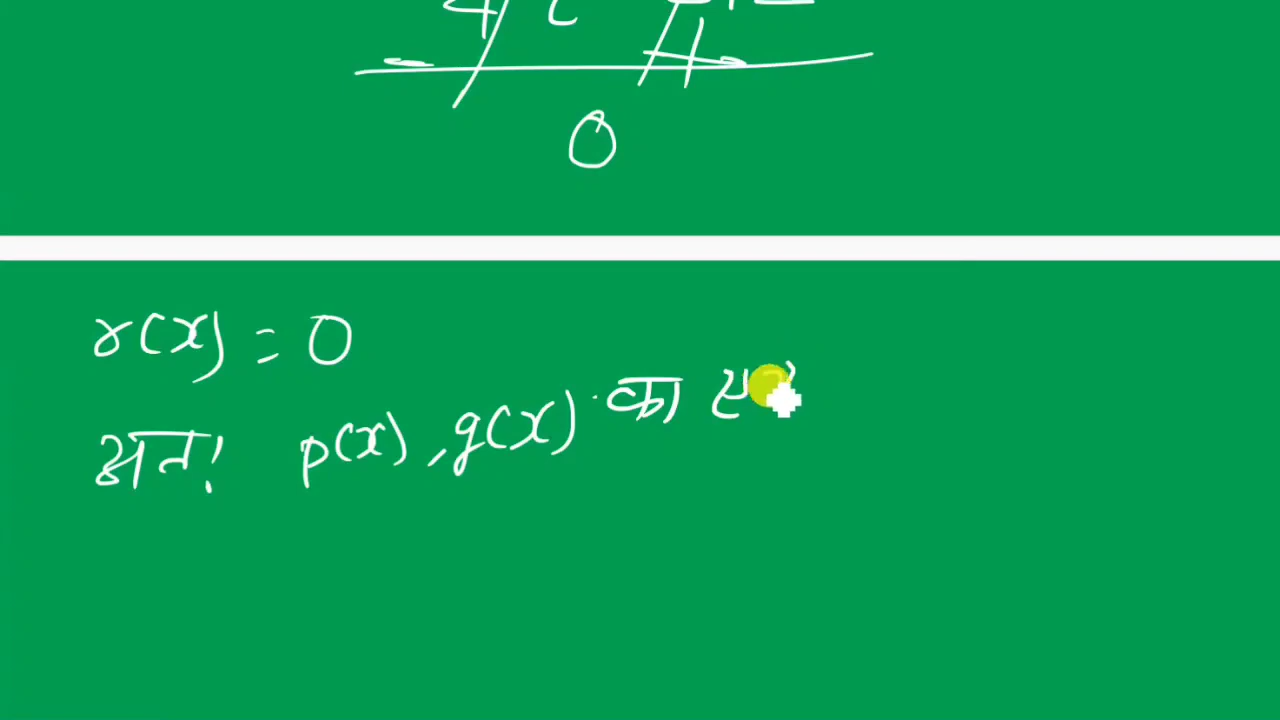 0
r(x) = 0
अत! p(x), g(x) का